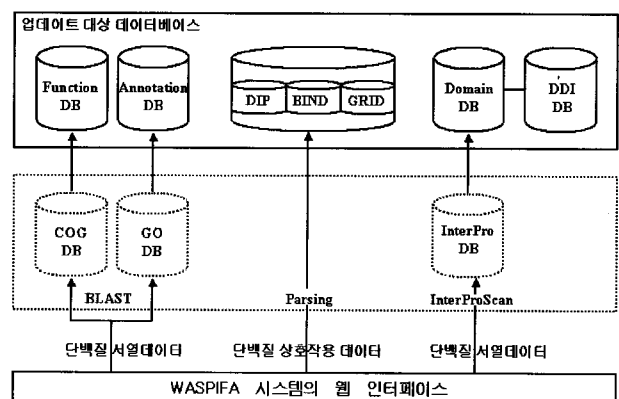 업데이트 대상 데이터베이스
Function DB
Annotation DB
DIP
BIND
GRID
Domain DB
DDI DB
COG DB
GO DB
InterPro DB
BLAST
Parsing
InterProScan
단백질 서열데이터
단백질 상호작용 데이터
단백질 서열데이터
WASPIFA 시스템의 웹 인터페이스